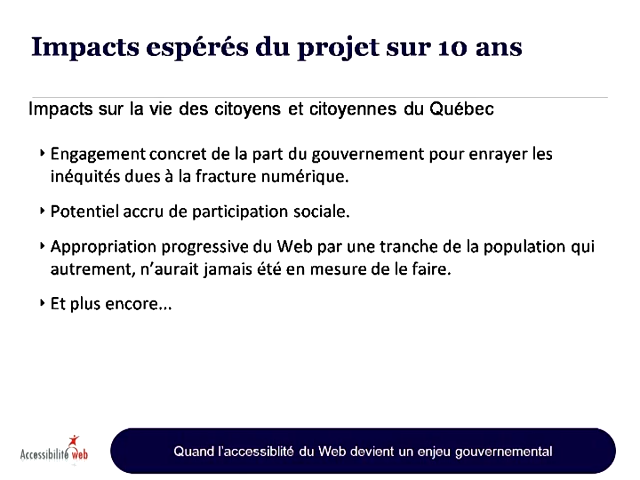 Impacts espérés du projet sur 10 ans
Impacts sur la vie des citoyens et citoyennes du Québec
Engagement concret de la part du gouvernement pour enrayer les
inéquités dues à la fracture numérique.
Potentiel accru de participation sociale.
Appropriation progressive du Web par une tranche de la population qui
autrement, n'aurait jamais été en mesure de le faire.
Et plus encore...
Accessibilité web
Quand l'accessiblité du Web devient un enjeu gouvernemental